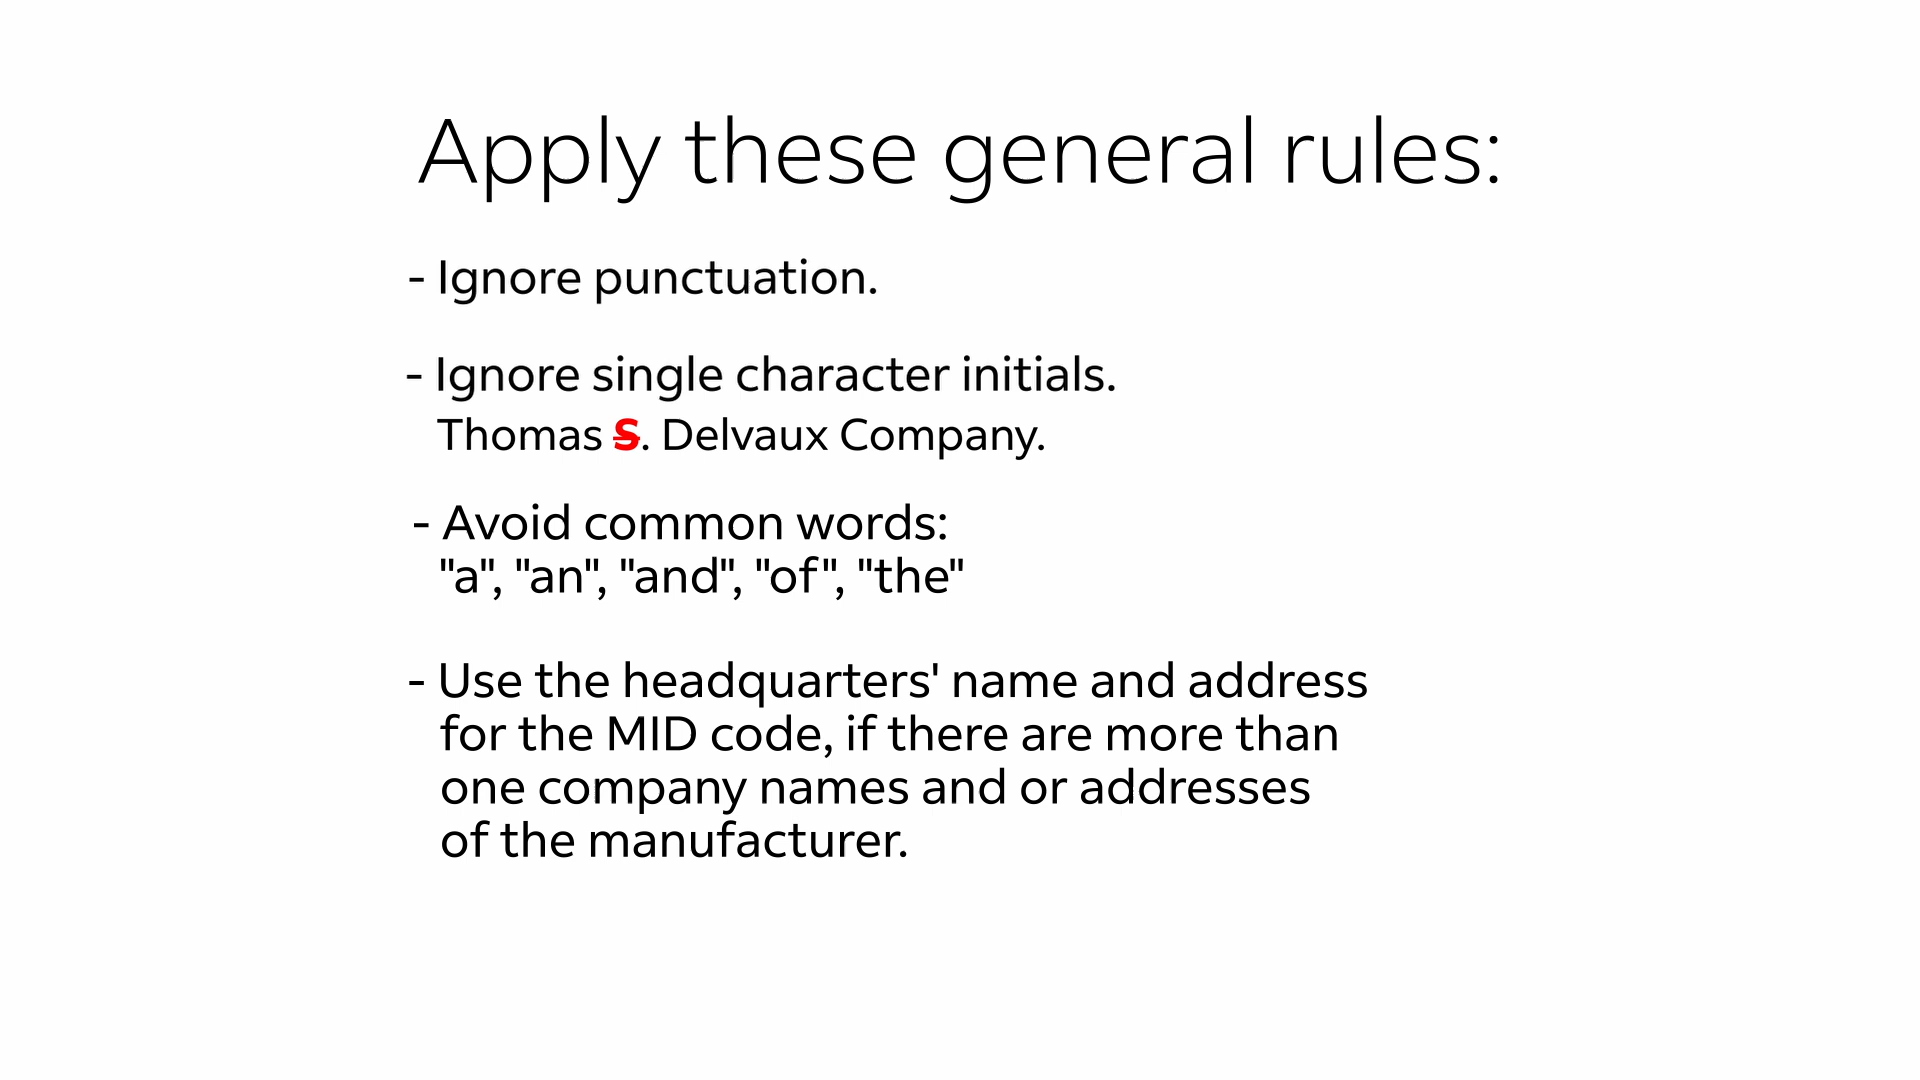 Apply these general rules:
- Ignore punctuation.
- Ignore single character initials.
Thomas S. Delvaux Company.
- Avoid common words:
"a", "an", "and", "of", "the"
- Use the headquarters' name and address
for the MID code, if there are more than
one company names and or addresses
of the manufacturer.